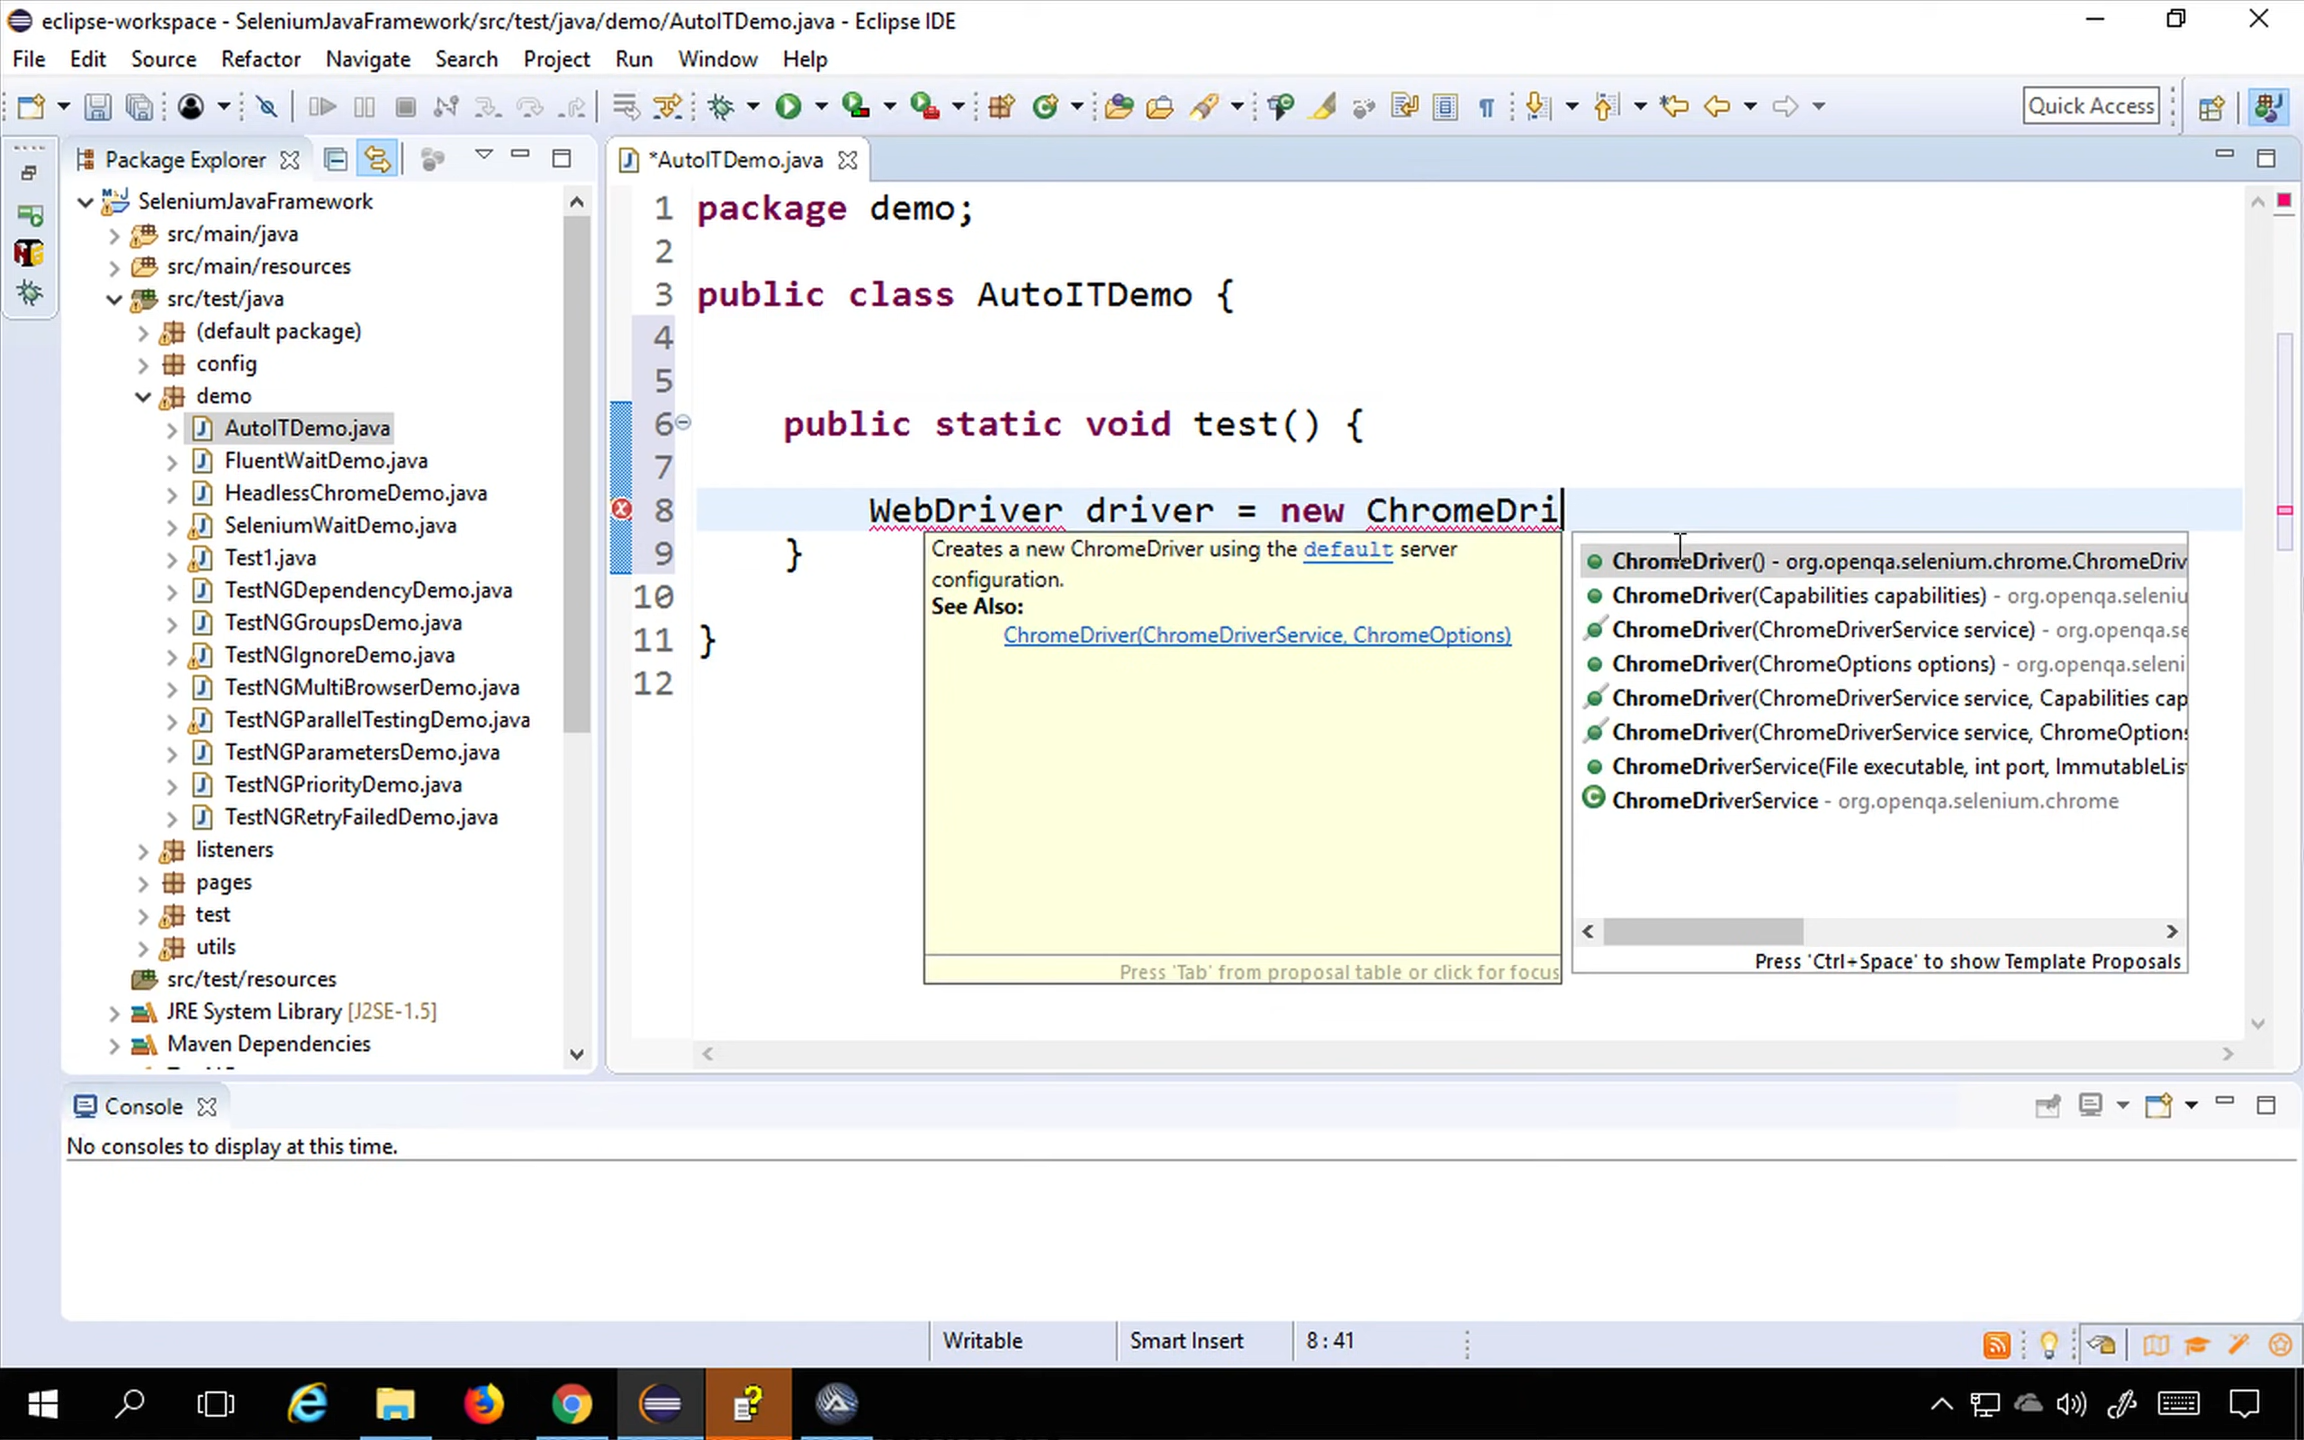 eclipse-workspace - SeleniumJavaFramework/src/test/java/demo/AutoITDemo.java - Eclipse IDE
File Edit Source Refactor Navigate Search Project Run Window Help
Quick Access
Package Explorer
SeleniumJavaFramework
src/main/java
src/main/resources
src/test/java
(default package)
config
demo
AutoITDemo.java
FluentWaitDemo.java
HeadlessChromeDemo.java
SeleniumWaitDemo.java
Test1.java
TestNGDependencyDemo.java
TestNGGroupsDemo.java
TestNGIgnoreDemo.java
TestNGMultiBrowserDemo.java
TestNGParallelTestingDemo.java
TestNGParametersDemo.java
TestNGPriorityDemo.java
TestNGRetryFailedDemo.java
listeners
pages
test
utils
src/test/resources
JRE System Library [J2SE-1.5]
Maven Dependencies
*AutoITDemo.java
1 package demo;
2
3 public class AutoITDemo {
4
5
6 public static void test() {
7
8 WebDriver driver = new ChromeDri
9 }
10
11 }
12
Creates a new ChromeDriver using the default server
configuration.
See Also:
ChromeDriver(ChromeDriverService, ChromeOptions)
Press 'Tab' from proposal table or click for focus
ChromeDriver() - org.openqa.selenium.chrome.ChromeDriv
ChromeDriver(Capabilities capabilities) - org.openqa.seleniu
ChromeDriver(ChromeDriverService service) - org.openqa.se
ChromeDriver(ChromeOptions options) - org.openqa.seleni
ChromeDriver(ChromeDriverService service, Capabilities cap
ChromeDriver(ChromeDriverService service, ChromeOption
ChromeDriverService(File executable, int port, ImmutableLis
ChromeDriverService - org.openqa.selenium.chrome
Press 'Ctrl+Space' to show Template Proposals
Console
No consoles to display at this time.
Writable Smart Insert 8 : 41